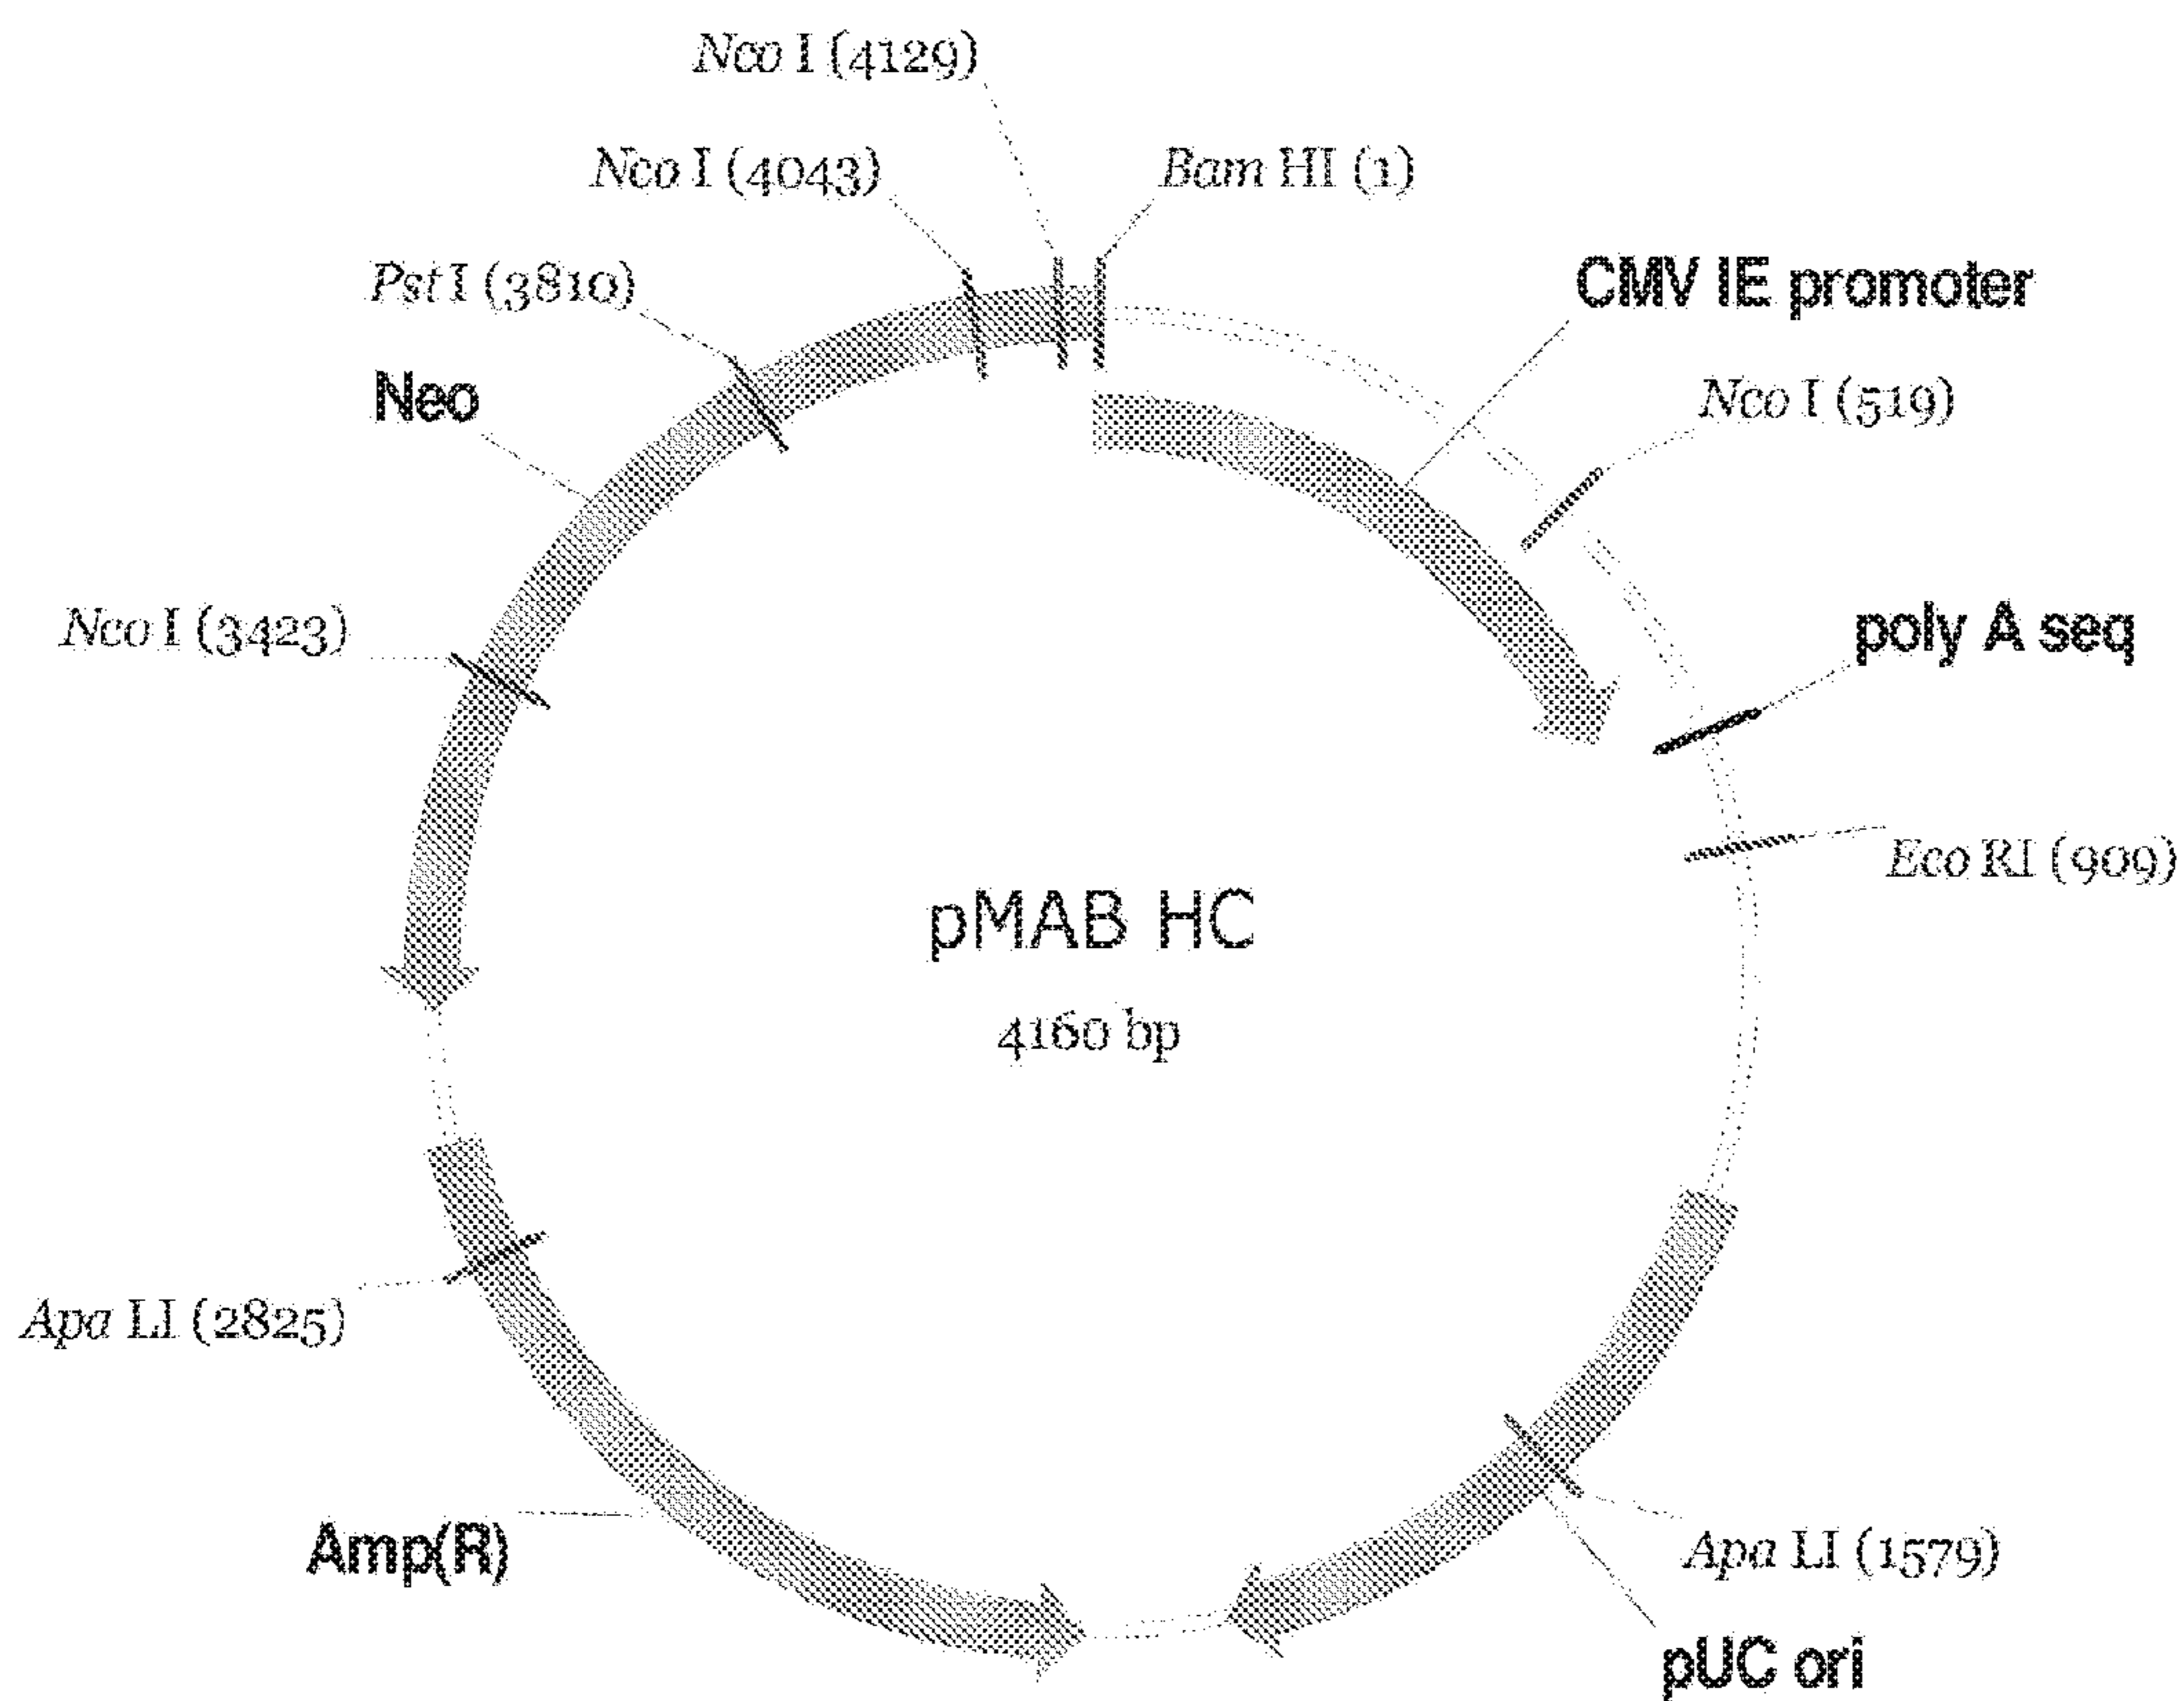 Nco I (4129)
Nco I (4043)
Bam HI (1)
Pst I (3810)
CMV IE promoter
Neo
Nco I (519)
Nco I (3423)
poly A seq
Eco RI (909)
pMAB HC
4160 bp
Apa LI (2825)
Amp(R)
Apa LI (1579)
pUC ori